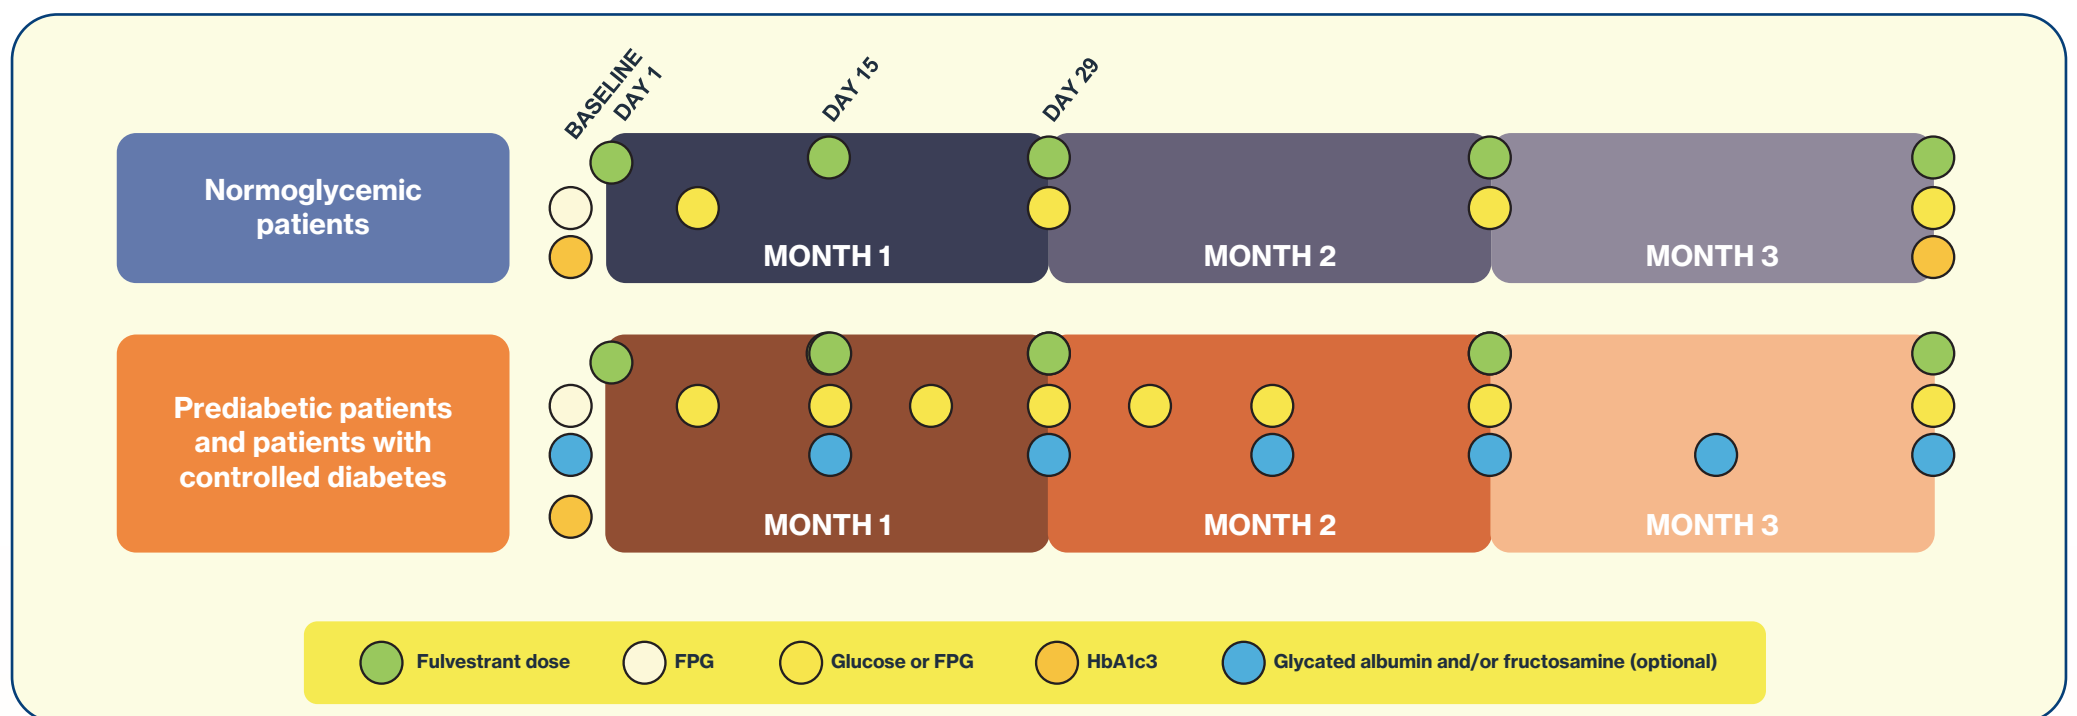 BASELINE
DAY 1
DAY 15
DAY 29
Normoglycemic
patients
MONTH 1
MONTH 2
MONTH 3
Prediabetic patients
and patients with
controlled diabetes
MONTH 1
MONTH 2
MONTH 3
Fulvestrant dose
FPG
Glucose or FPG
HbA1c3
Glycated albumin and/or fructosamine (optional)